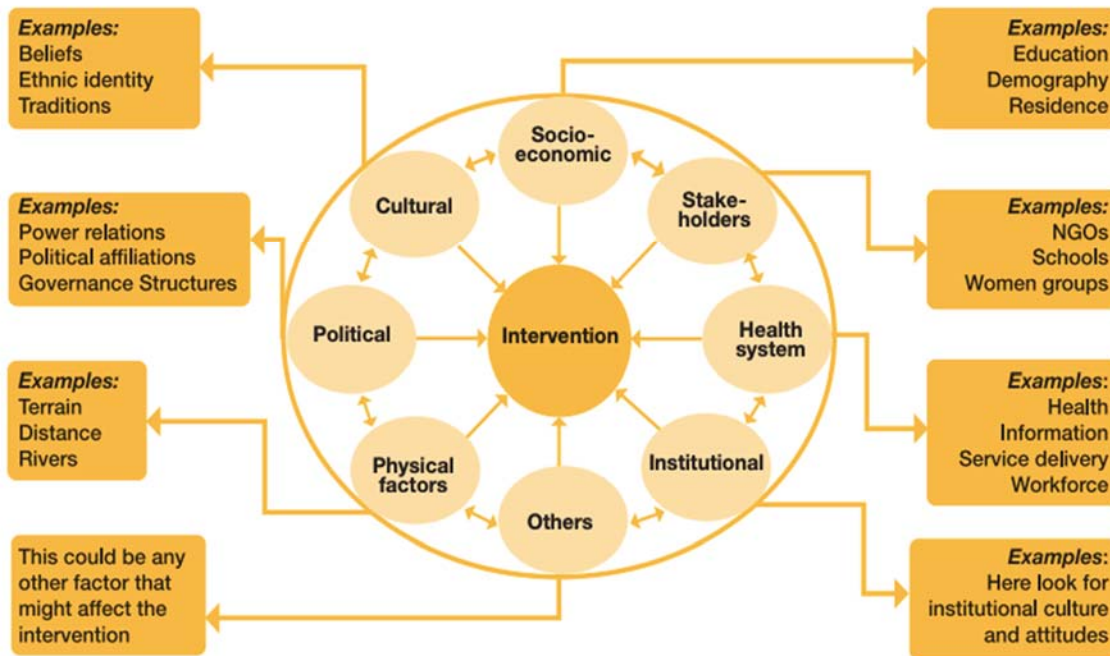 Examples:
Beliefs
Ethnic identity
Traditions
Examples:
Power relations
Political affiliations
Governance Structures
Examples:
Terrain
Distance
Rivers
This could be any
other factor that
might affect the
intervention
Socio-
economic
Cultural
Stake-
holders
Political
Intervention
Health
system
Physical
factors
Institutional
Others
Examples:
Education
Demography
Residence
Examples:
NGOs
Schools
Women groups
Examples:
Health
Information
Service delivery
Workforce
Examples:
Here look for
institutional culture
and attitudes